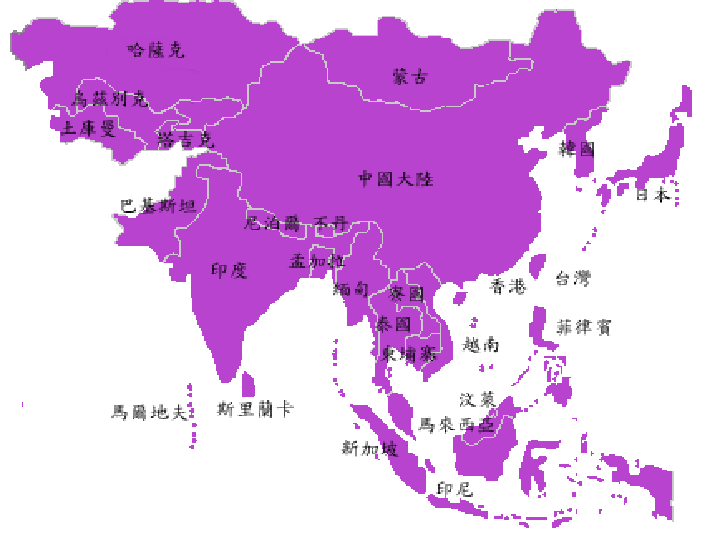 哈薩克
蒙古
烏茲別克
土庫曼
塔吉克
韓國
中國大陸
日本
巴基斯坦
尼泊爾
不丹
孟加拉
印度
台灣
香港
緬甸
寮國
泰國
菲律賓
越南
柬埔寨
汶萊
馬爾地夫
斯里蘭卡
馬來西亞
新加坡
印尼